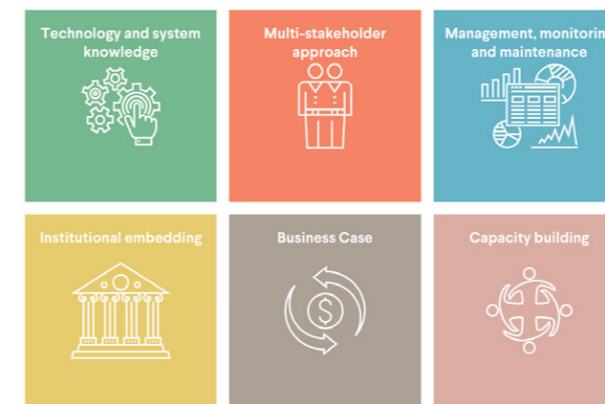 Technology and system
knowledge
Multi-stakeholder
approach
Management, monitorin
and maintenance
Institutional embedding
Business Case
$
Capacity building